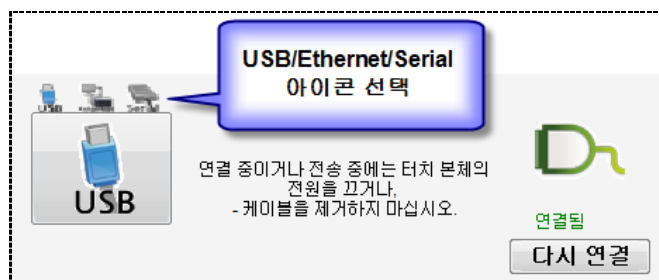 USB/Ethernet/Serial
아이콘 선택
USB
연결 중이거나 전송 중에는 터치 본체의
전원을 끄거나,
- 케이블을 제거하지 마십시오.
연결됨
다시 연결